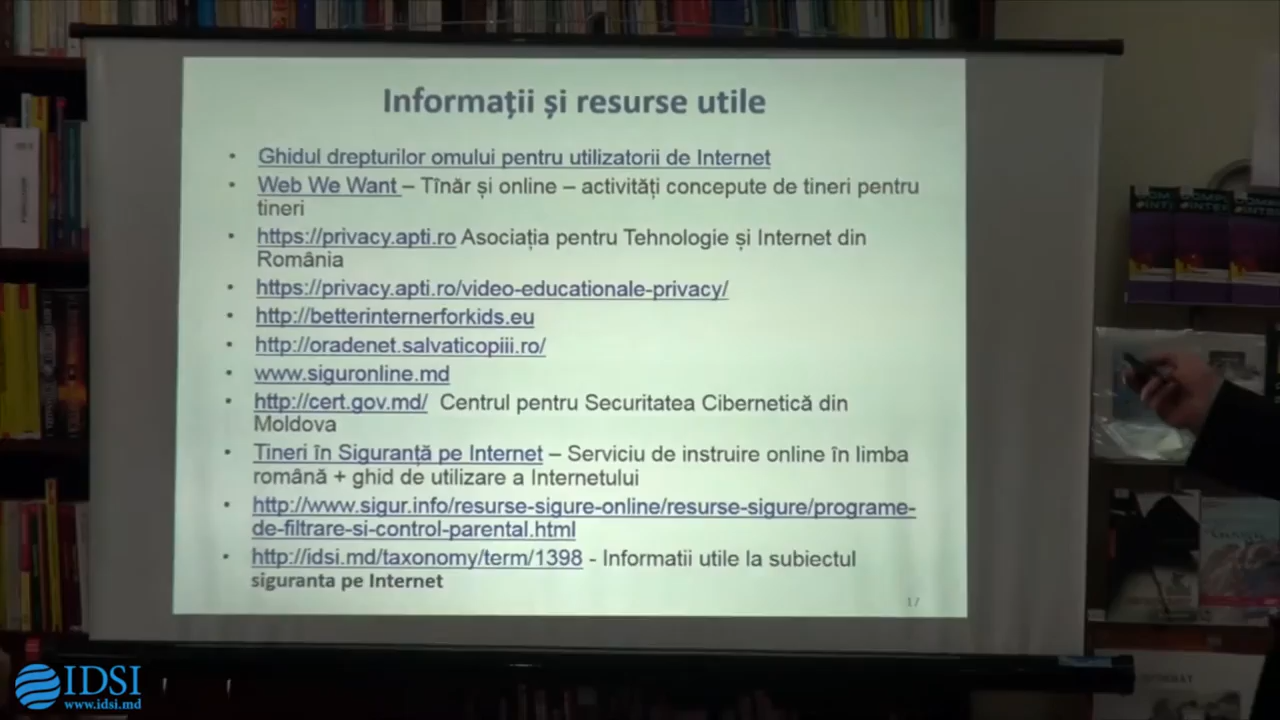 Informații și resurse utile
• Ghidul drepturilor omului pentru utilizatorii de Internet
• Web We Want – Tînăr și online – activități concepute de tineri pentru
tineri
• https://privacy.apti.ro Asociația pentru Tehnologie și Internet din
România
• https://privacy.apti.ro/video-educationale-privacy/
• http://betterinternerforkids.eu
• http://oradenet.salvaticopiii.ro/
• www.siguronline.md
• http://cert.gov.md/ Centrul pentru Securitatea Cibernetică din
Moldova
• Tineri în Siguranță pe Internet – Serviciu de instruire online în limba
română + ghid de utilizare a Internetului
• http://www.sigur.info/resurse-sigure-online/resurse-sigure/programe-
de-filtrare-si-control-parental.html
• http://idsi.md/taxonomy/term/1398 - Informatii utile la subiectul
siguranta pe Internet
17
IDSI
www.idsi.md